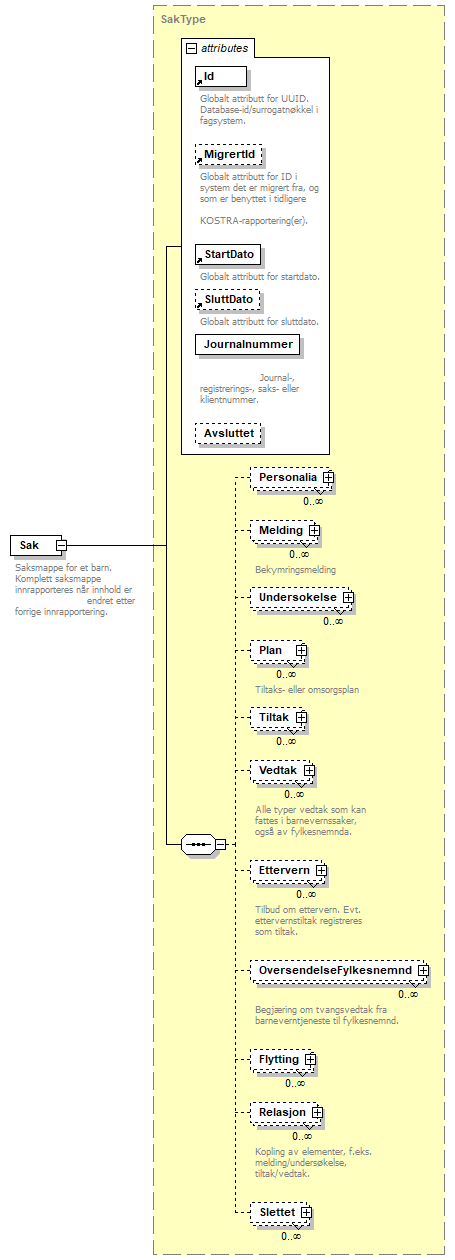 SakType
attributes
Id
Globalt attributt for UUID.
Database-id/surrogatnøkkel i
fagsystem.
MigrertId
Globalt attributt for ID i
system det er migrert fra, og
som er benyttet i tidligere
KOSTRA-rapportering(er).
StartDato
Globalt attributt for startdato.
SluttDato
Globalt attributt for sluttdato.
Journalnummer
Journal-,
registrerings-, saks- eller
klientnummer.
Avsluttet
Sak
Saksmappe for et barn.
Komplett saksmappe
innrapporteres når innhold er
endret etter
forrige innrapportering.
Personalia
0..∞
Melding
0..∞
Bekymringsmelding
Undersokelse
0..∞
Plan
0..∞
Tiltaks- eller omsorgsplan
Tiltak
0..∞
Vedtak
0..∞
Alle typer vedtak som kan
fattes i barnevernssaker,
også av fylkesnemnda.
Ettervern
0..∞
Tilbud om ettervern. Evt.
ettervernstiltak registreres
som tiltak.
OversendelseFylkesnemnd
0..∞
Begjæring om tvangsvedtak fra
barneverntjeneste til fylkesnemnd.
Flytting
0..∞
Relasjon
0..∞
Kopling av elementer, f.eks.
melding/undersøkelse,
tiltak/vedtak.
Slettet
0..∞